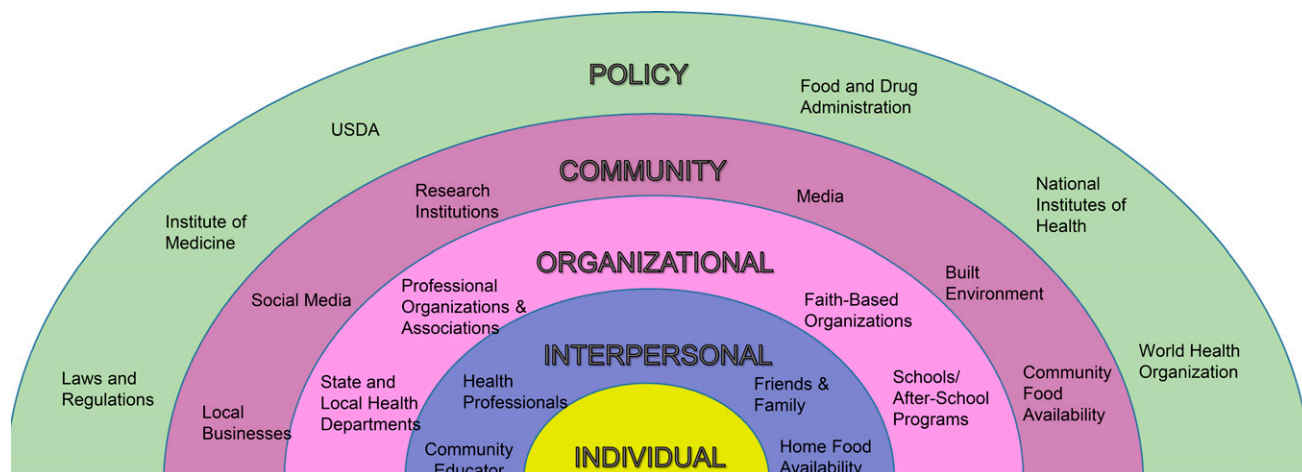 POLICY
Food and Drug
Administration
USDA
COMMUNITY
Research
Institutions
Media
National
Institutes of
Health
Institute of
Medicine
ORGANIZATIONAL
Social Media
Professional
Organizations &
Associations
Faith-Based
Organizations
Built
Environment
INTERPERSONAL
Laws and
Regulations
Local
Businesses
State and
Local Health
Departments
Health
Professionals
Friends &
Family
Schools/
After-School
Programs
Community
Food
Availability
World Health
Organization
Community
Educator
INDIVIDUAL
Home Food
Availability